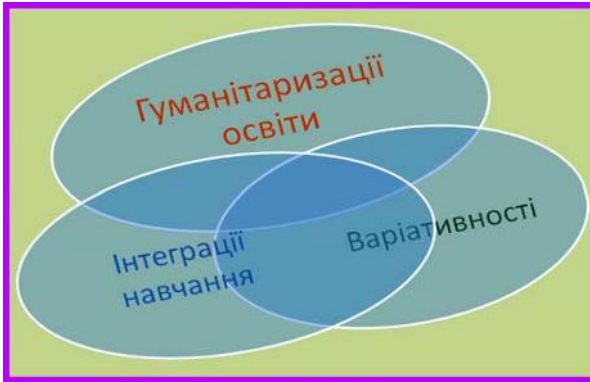 Гуманітаризації
освіти
Інтеграції
навчання
Варіативності